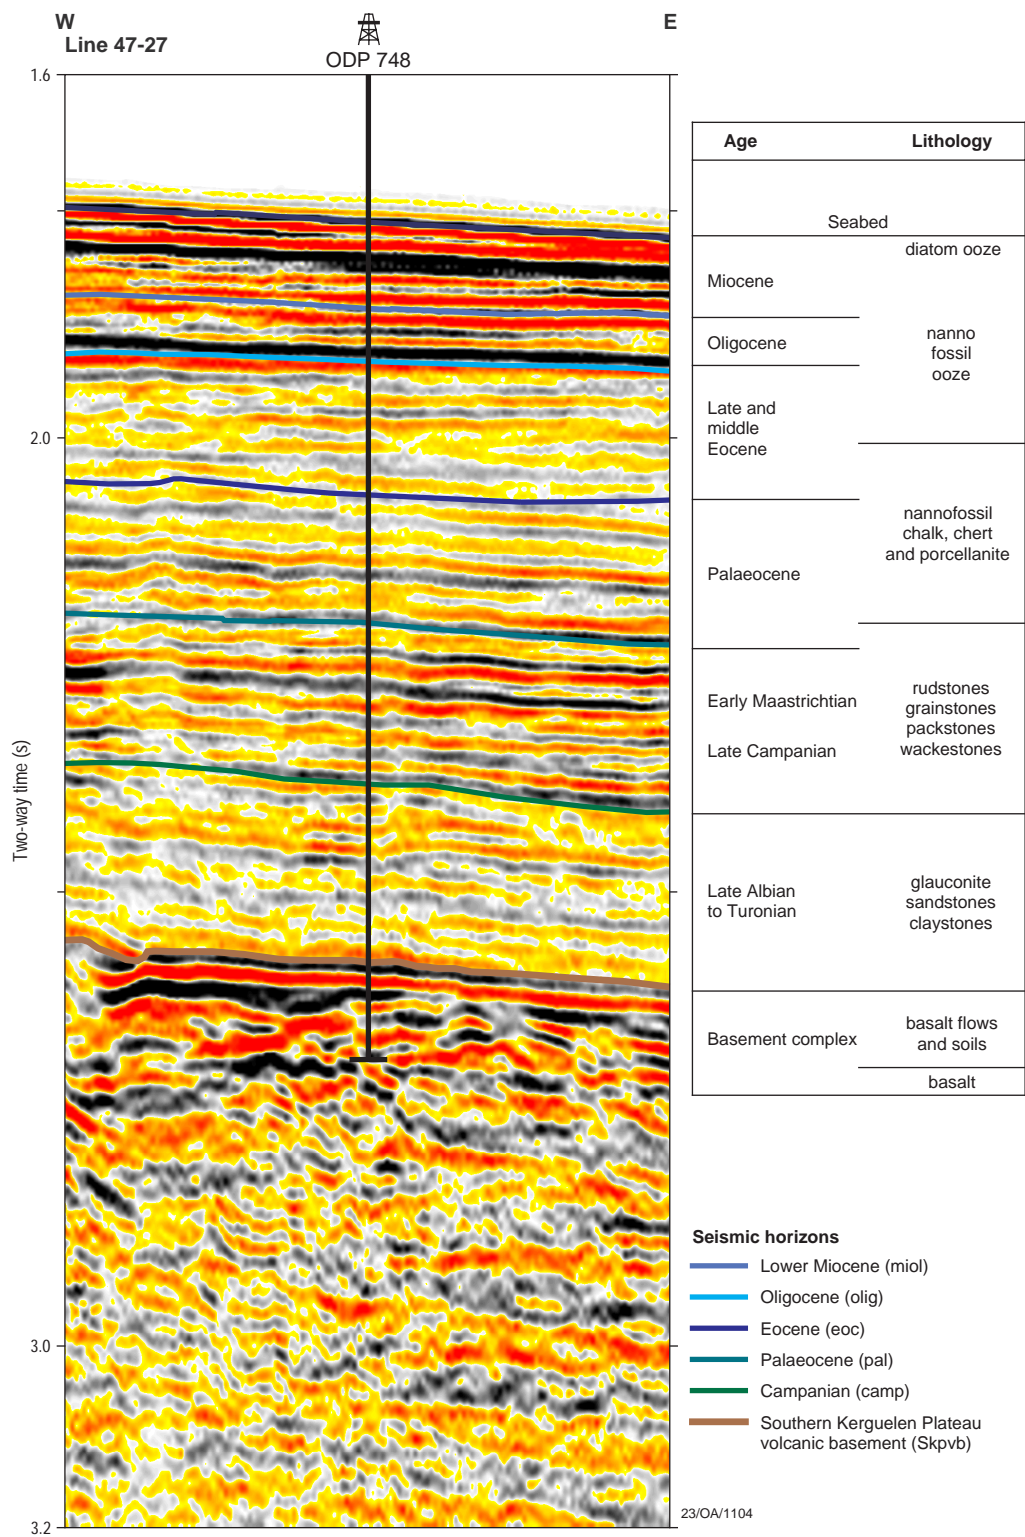 W
E
Line 47-27
ODP 748
1.6
2.0
3.0
3.2
Two-way time (s)
Age
Lithology
Seabed
diatom ooze
Miocene
Oligocene
nanno
fossil
ooze
Late and
middle
Eocene
nannofossil
chalk, chert
and porcellanite
Palaeocene
Early Maastrichtian
Late Campanian
rudstones
grainstones
packstones
wackestones
Late Albian
to Turonian
glauconite
sandstones
claystones
Basement complex
basalt flows
and soils
basalt
Seismic horizons
Lower Miocene (miol)
Oligocene (olig)
Eocene (eoc)
Palaeocene (pal)
Campanian (camp)
Southern Kerguelen Plateau
volcanic basement (Skpvb)
23/OA/1104